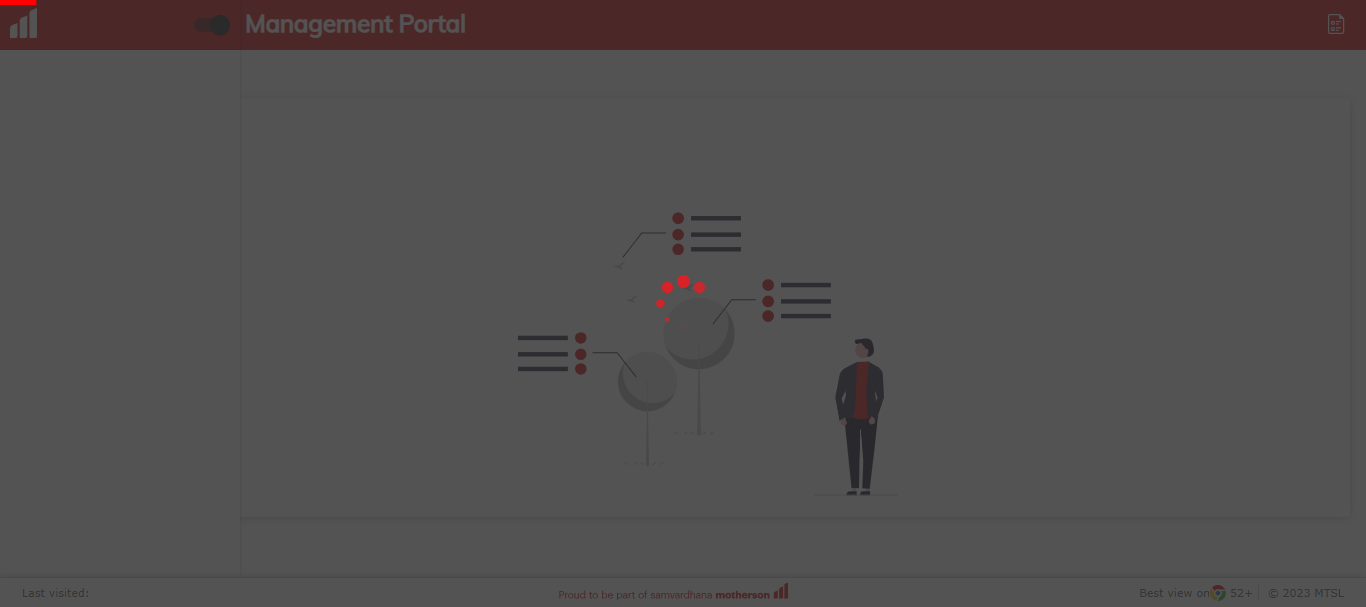 Management Portal
Last visited:
Proud to be part of samvardhana motherson
Best view on 52+
© 2023 MTSL